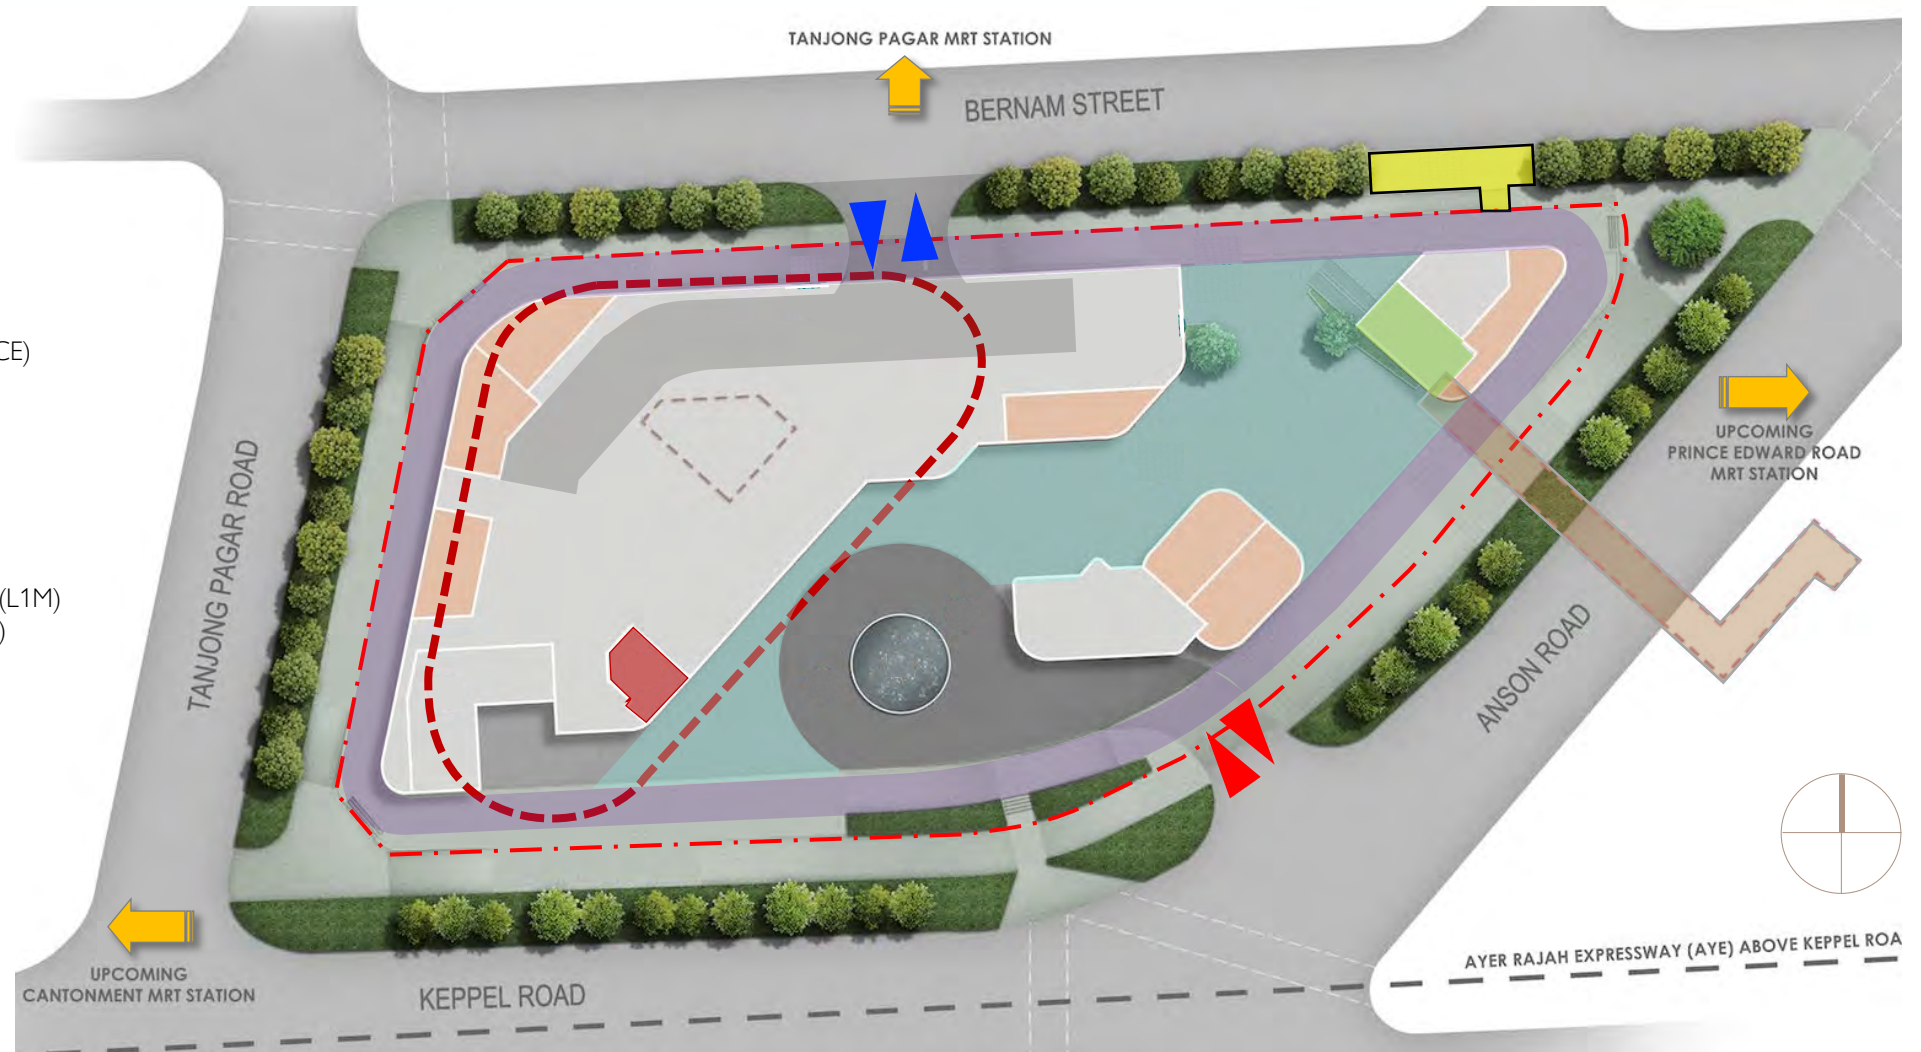 TANJONG PAGAR MRT STATION
BERNAM STREET
CE)
TANJONG PAGAR ROAD
UPCOMING
PRINCE EDWARD ROAD
MRT STATION
(L1M)
)
ANSON ROAD
UPCOMING
CANTONMENT MRT STATION
KEPPEL ROAD
AYER RAJAH EXPRESSWAY (AYE) ABOVE KEPPEL ROA